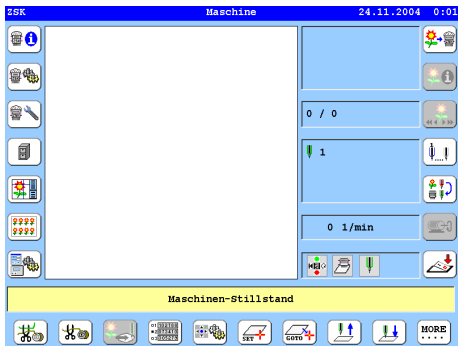 ZSK Maschine 24.11.2004 0:01
0 / 0
1
0 1/min
Maschinen-Stillstand
SET GOTO MORE